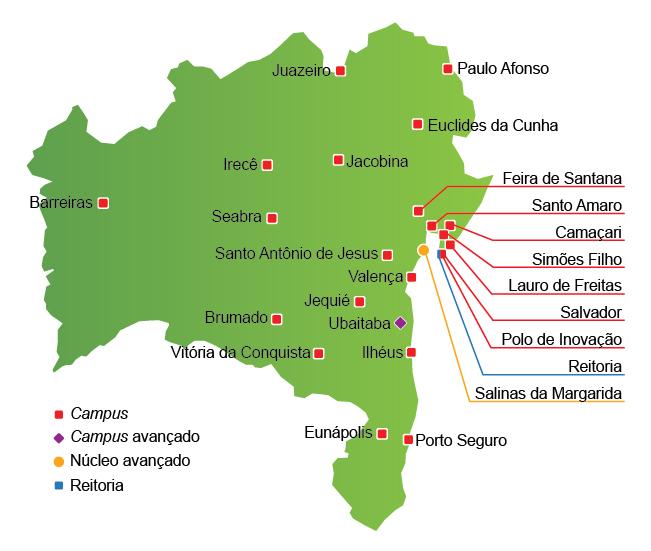 Juazeiro
Paulo Afonso
Euclides da Cunha
Irecê
Jacobina
Barreiras
Feira de Santana
Santo Amaro
Seabra
Camaçari
Santo Antônio de Jesus
Simões Filho
Valença
Lauro de Freitas
Jequié
Salvador
Brumado
Ubaitaba
Polo de Inovação
Vitória da Conquista
Ilhéus
Reitoria
Salinas da Margarida
Campus
Eunápolis
Porto Seguro
Campus avançado
Núcleo avançado
Reitoria